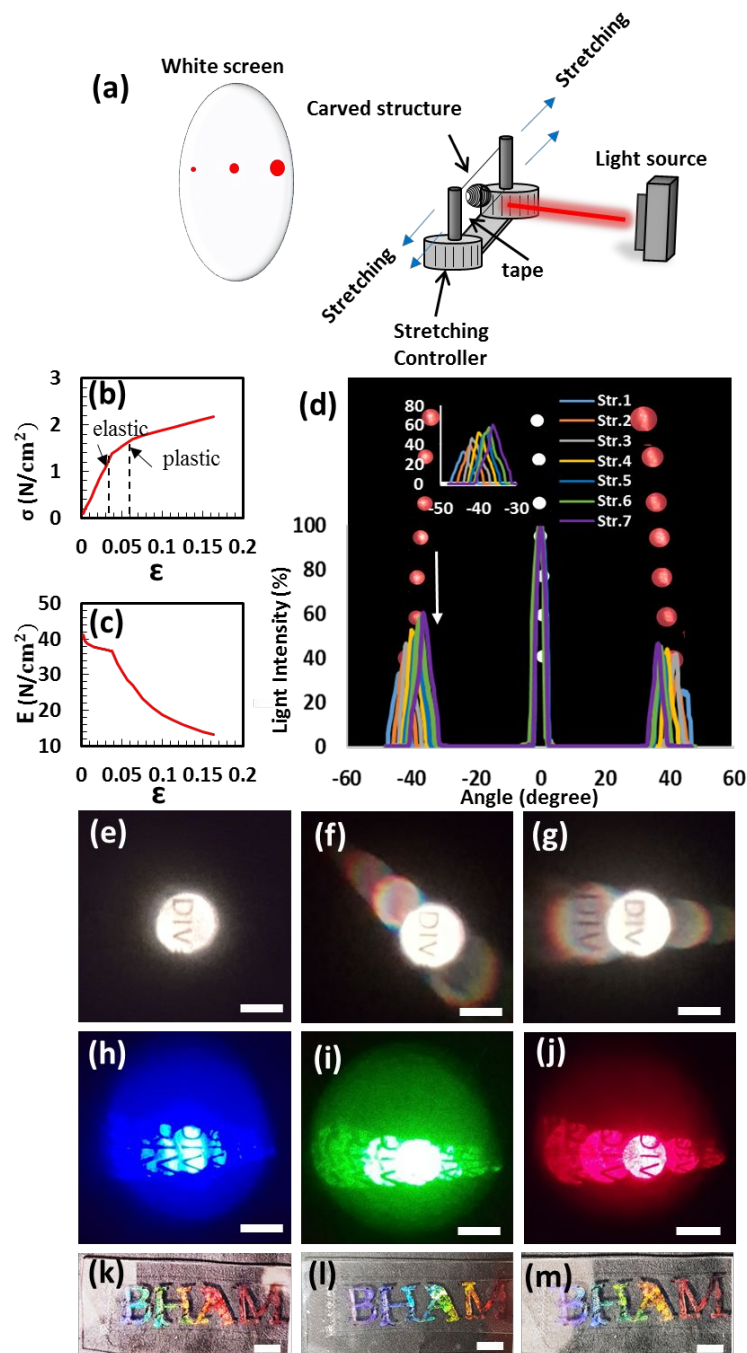 (a)
White screen
Carved structure
Stretching
Light source
Stretching
tape
Stretching
Controller
(b)
σ (N/cm²)
3
2
1
0
elastic
plastic
0 0.05 0.1 0.15 0.2
ε
(c)
E (N/cm²)
50
40
30
20
10
0 0.05 0.1 0.15 0.2
ε
(d)
Light Intensity (%)
100
80
60
40
20
0
-60 -40 -20 0 20 40 60
Angle (degree)
80
60
40
20
0
-50 -40 -30
Str.1
Str.2
Str.3
Str.4
Str.5
Str.6
Str.7
(e)
DIV
(f)
DIV
(g)
DIV
DIV
(h)
DIV
(i)
DIV
(j)
DIV
(k)
BHAM
(l)
BHAM
(m)
BHAM